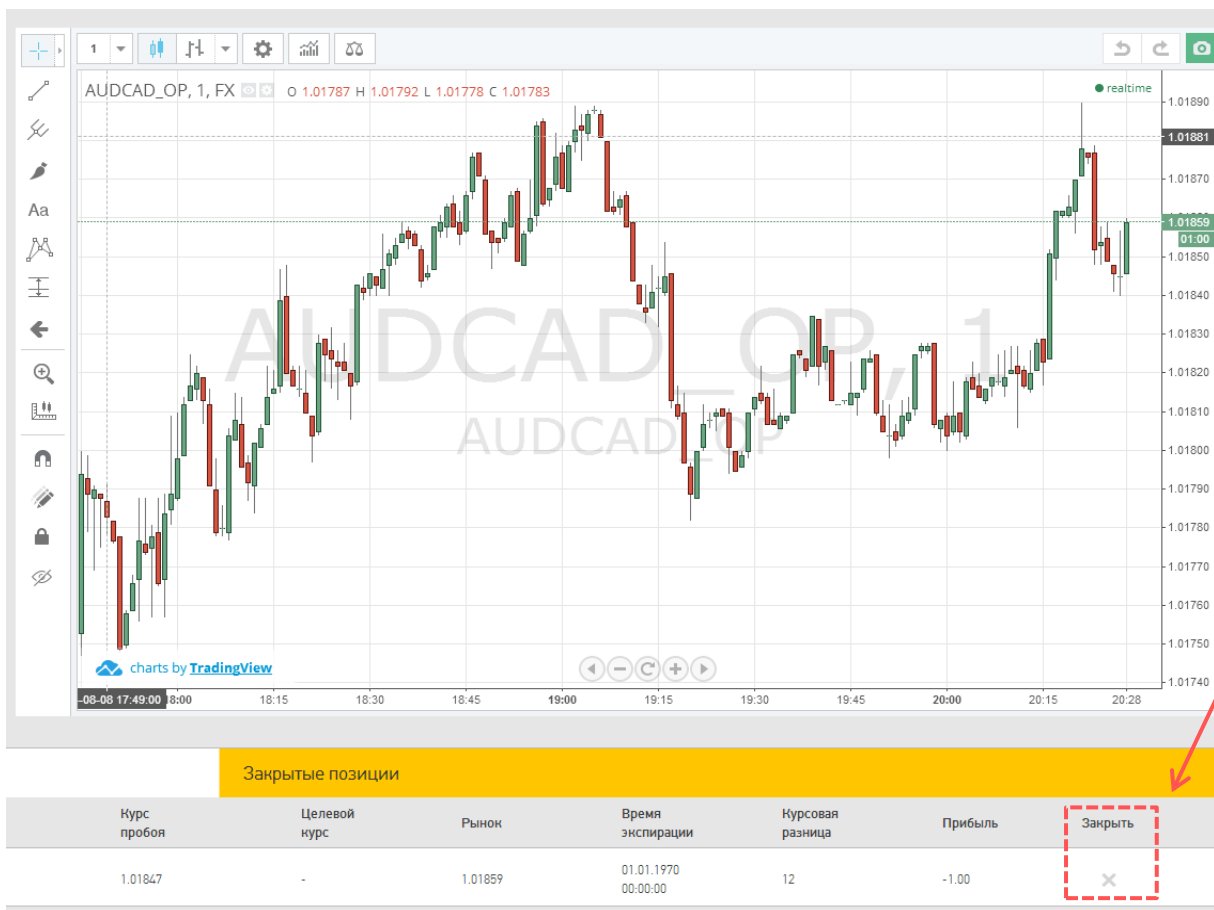 1
AUDCAD_OP, 1, FX O 1.01787 H 1.01792 L 1.01778 C 1.01783
realtime
Aa
AUDCAD_OP, 1
AUDCAD_OP
1.01890
1.01881
1.01870
1.01859
01:00
1.01850
1.01840
1.01830
1.01820
1.01810
1.01800
1.01790
1.01780
1.01770
1.01760
1.01750
1.01740
charts by TradingView
-08-08 17:49:00 18:00 18:15 18:30 18:45 19:00 19:15 19:30 19:45 20:00 20:15 20:28
Закрытые позиции
Курс пробоя
Целевой курс
Рынок
Время экспирации
Курсовая разница
Прибыль
Закрыть
1.01847
-
1.01859
01.01.1970
00:00:00
12
-1.00